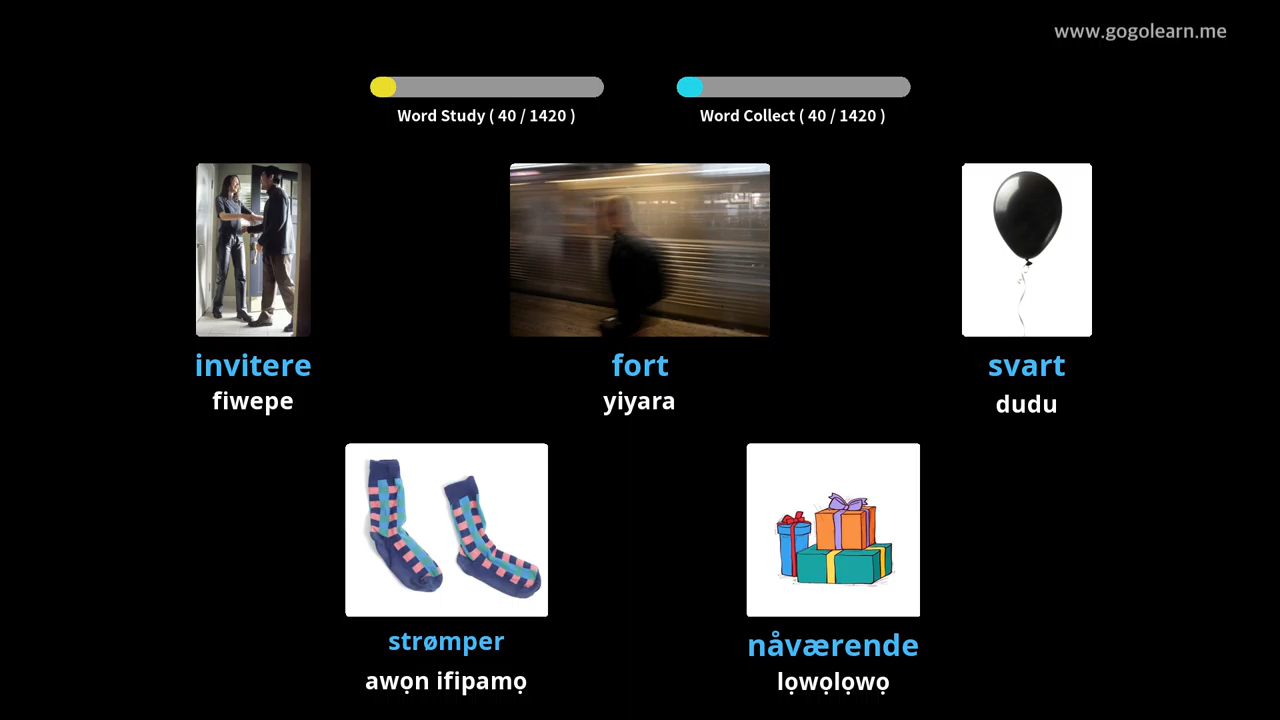 www.gogolearn.me
Word Study ( 40 / 1420 )
Word Collect ( 40 / 1420 )
invitere
fiwepe
fort
yiyara
svart
dudu
strømper
awọn ifipamọ
nåværende
lọwọlọwọ